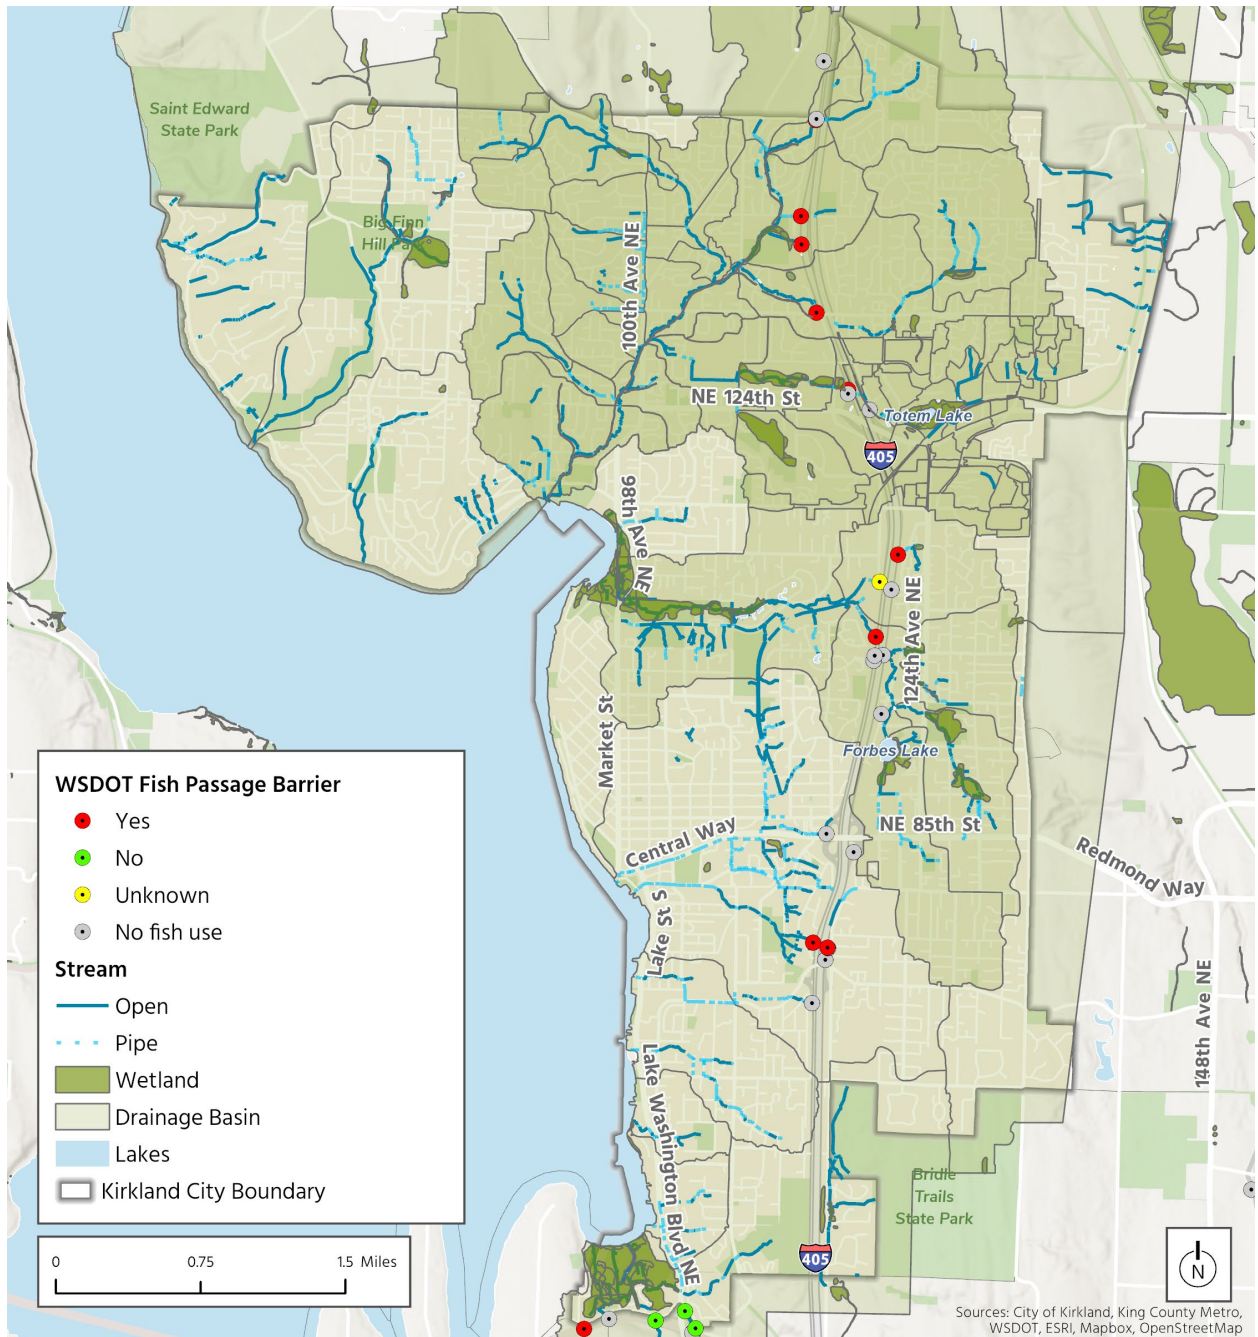 Saint Edward
State Park
Big Finn
Hill Park
100th Ave NE
NE 124th St
Totem Lake
405
98th Ave NE
124th Ave NE
Market St
Forbes Lake
NE 85th St
Central Way
Redmond Way
Lake St S
148th Ave NE
Lake Washington Blvd NE
Bridle
Trails
State Park
405
WSDOT Fish Passage Barrier
Yes
No
Unknown
No fish use
Stream
Open
Pipe
Wetland
Drainage Basin
Lakes
Kirkland City Boundary
0 0.75 1.5 Miles
N
Sources: City of Kirkland, King County Metro,
WSDOT, ESRI, Mapbox, OpenStreetMap